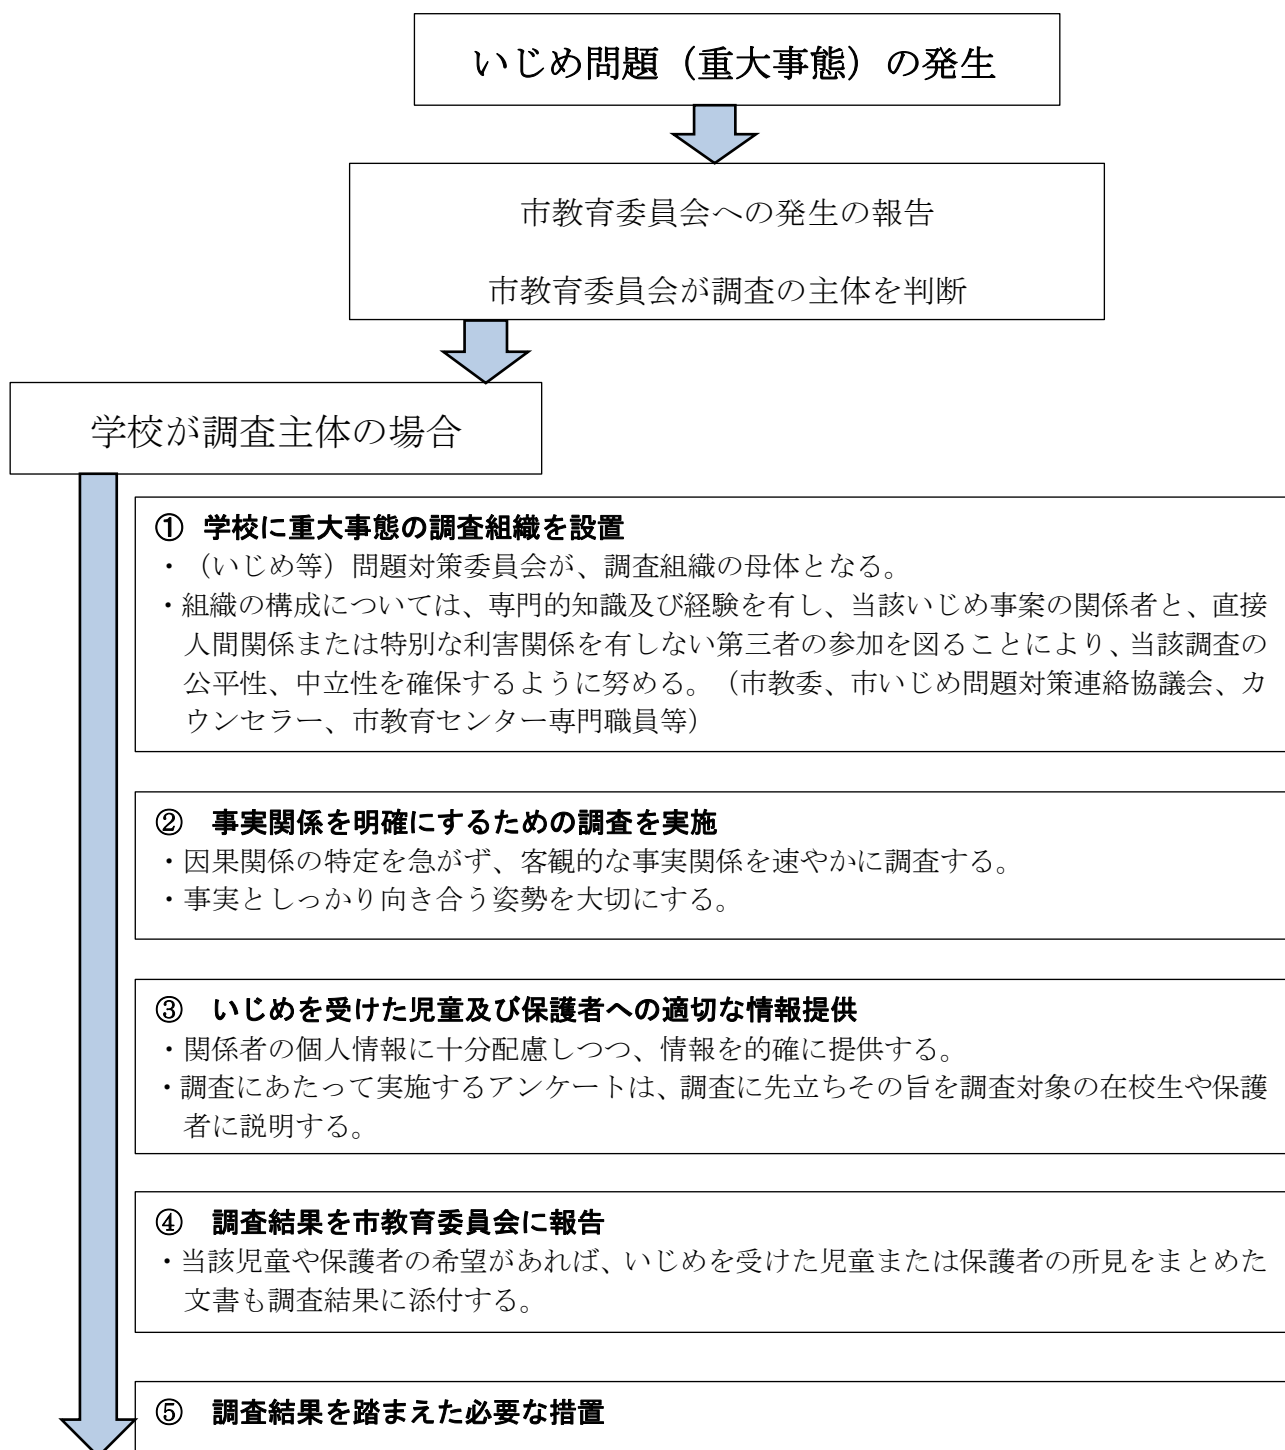 いじめ問題（重大事態）の発生
市教育委員会への発生の報告
市教育委員会が調査の主体を判断
学校が調査主体の場合
① 学校に重大事態の調査組織を設置
・（いじめ等）問題対策委員会が、調査組織の母体となる。
・組織の構成については、専門的知識及び経験を有し、当該いじめ事案の関係者と、直接
人間関係または特別な利害関係を有しない第三者の参加を図ることにより、当該調査の
公平性、中立性を確保するように努める。（市教委、市いじめ問題対策連絡協議会、カ
ウンセラー、市教育センター専門職員等）
② 事実関係を明確にするための調査を実施
・因果関係の特定を急がず、客観的な事実関係を速やかに調査する。
・事実としっかり向き合う姿勢を大切にする。
③ いじめを受けた児童及び保護者への適切な情報提供
・関係者の個人情報に十分配慮しつつ、情報を的確に提供する。
・調査にあたって実施するアンケートは、調査に先立ちその旨を調査対象の在校生や保護
者に説明する。
④ 調査結果を市教育委員会に報告
・当該児童や保護者の希望があれば、いじめを受けた児童または保護者の所見をまとめた
文書も調査結果に添付する。
⑤ 調査結果を踏まえた必要な措置